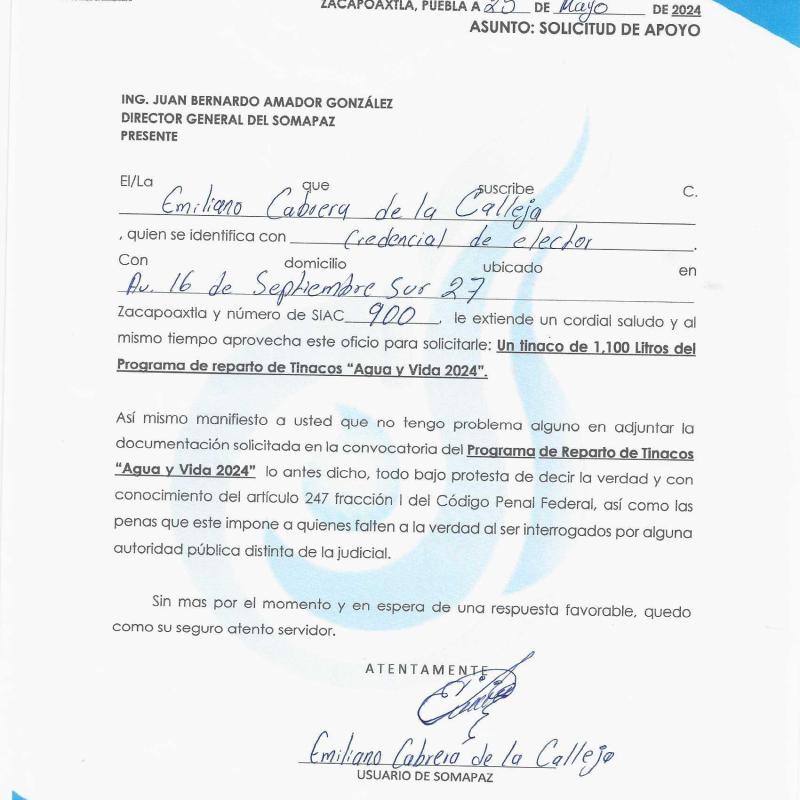 ZACAPOAXTLA, PUEBLA A 25 DE Mayo DE 2024
ASUNTO: SOLICITUD DE APOYO
ING. JUAN BERNARDO AMADOR GONZÁLEZ
DIRECTOR GENERAL DEL SOMAPAZ
PRESENTE
El/La que suscribe C.
Emiliano Cabrera de la Calleja
, quien se identifica con Credencial de elector.
Con domicilio ubicado en
Av. 16 de Septiembre Sur 27
Zacapoaxtla y número de SIAC 900, le extiende un cordial saludo y al
mismo tiempo aprovecha este oficio para solicitarle: Un tinaco de 1,100 Litros del
Programa de reparto de Tinacos “Agua y Vida 2024”.
Así mismo manifiesto a usted que no tengo problema alguno en adjuntar la
documentación solicitada en la convocatoria del Programa de Reparto de Tinacos
“Agua y Vida 2024” lo antes dicho, todo bajo protesta de decir la verdad y con
conocimiento del artículo 247 fracción I del Código Penal Federal, así como las
penas que este impone a quienes falten a la verdad al ser interrogados por alguna
autoridad pública distinta de la judicial.
Sin mas por el momento y en espera de una respuesta favorable, quedo
como su seguro atento servidor.
ATENTAMENTE
Emiliano Cabrera de la Calleja
USUARIO DE SOMAPAZ